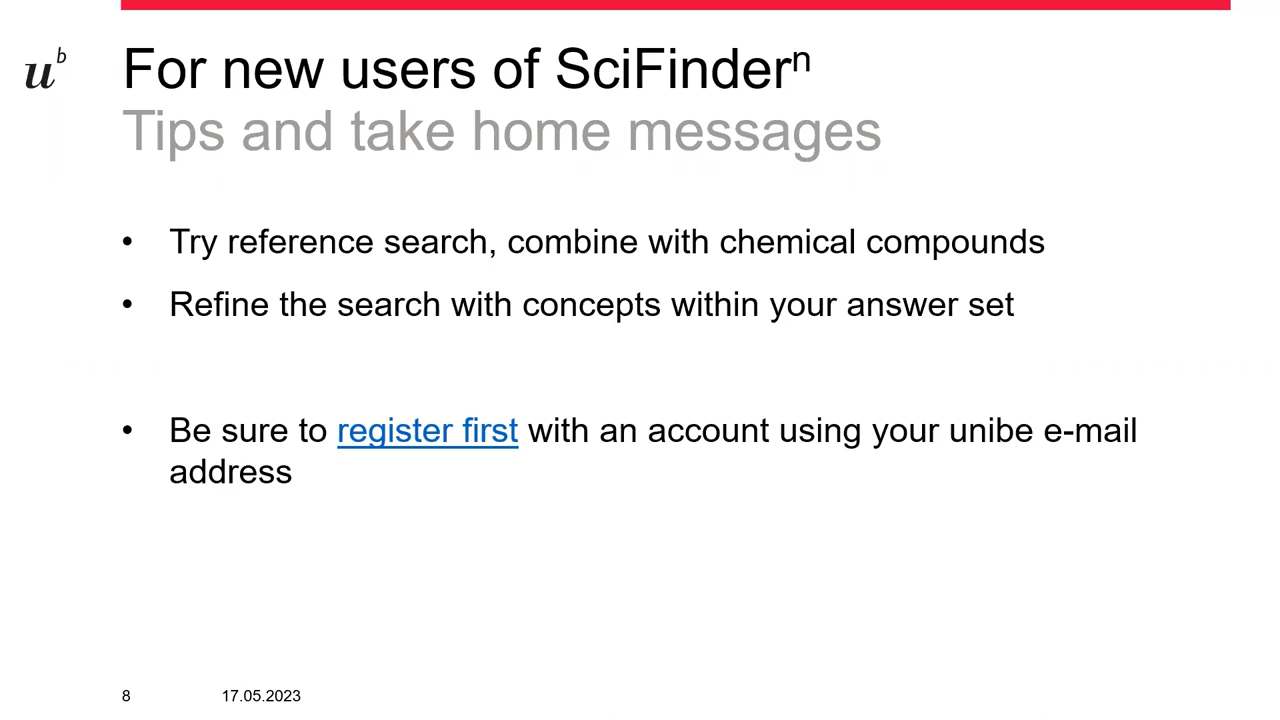 u^b
For new users of SciFinderⁿ
Tips and take home messages
• Try reference search, combine with chemical compounds
• Refine the search with concepts within your answer set
• Be sure to register first with an account using your unibe e-mail
address
8 17.05.2023